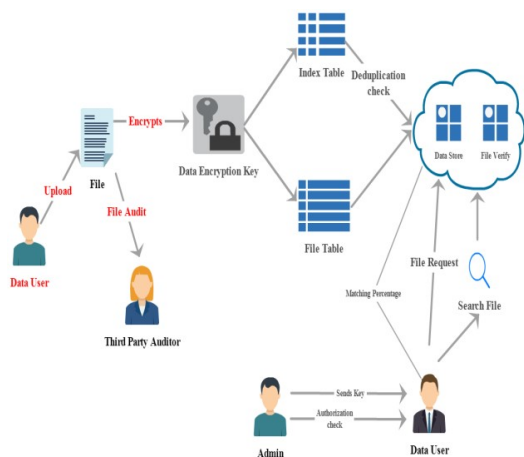 Index Table
Deduplication
check
Encrypts
Data Store
File Verify
Data Encryption Key
File
Upload
File Audit
Data User
File Table
File Request
Matching Percentage
Search File
Third Party Auditor
Sends Key
Authorization
check
Admin
Data User